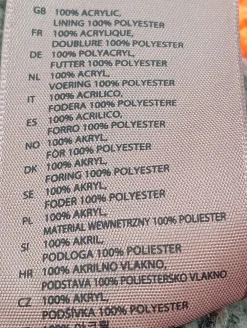 GB 100% ACRYLIC,
LINING 100% POLYESTER
FR 100% ACRYLIQUE,
DOUBLURE 100% POLYESTER
DE 100% POLYACRYL,
FUTTER 100% POLYESTER
NL 100% ACRYL,
VOERING 100% POLYESTER
IT 100% ACRILICO,
FODERA 100% POLIESTERE
ES 100% ACRILICO,
FORRO 100% POLYESTER
NO 100% AKRYL,
FÔR 100% POLYESTER
DK 100% AKRYL,
FORING 100% POLYESTER
SE 100% AKRYL,
FODER 100% POLYESTER
PL 100% AKRYL,
MATERIAŁ WEWNETRZNY 100% POLIESTER
SI 100% AKRIL,
PODLOGA 100% POLIESTER
HR 100% AKRILNO VLAKNO,
PODSTAVA 100% POLIESTERSKO VLAKNO
CZ 100% AKRYL,
PODŠÍVKA 100% POLYESTER
100%